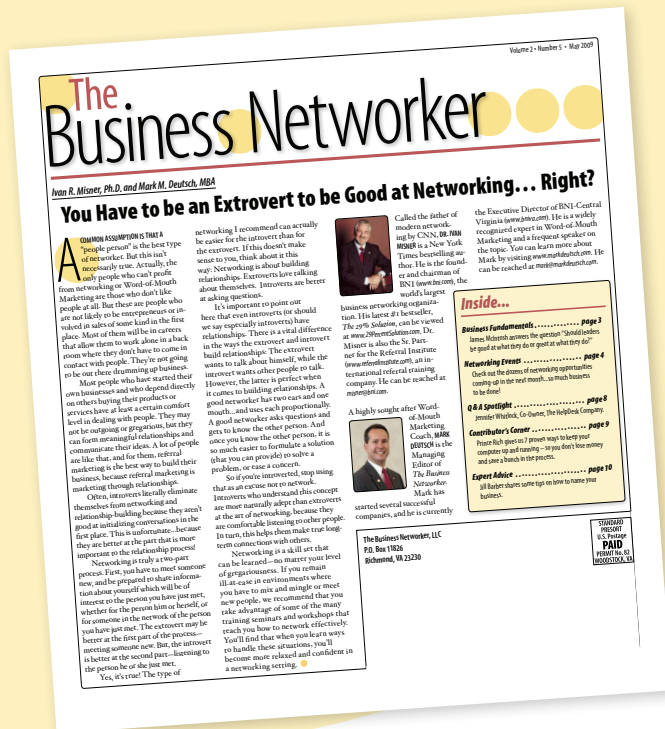 Volume 2 • Number 5 • May 2009
The
Business Networker
Ivan R. Misner, Ph.D. and Mark M. Deutsch, MBA
You Have to be an Extrovert to be Good at Networking… Right?
A COMMON ASSUMPTION IS THAT A
"people person" is the best type
of networker. But this isn't
necessarily true. Actually, the
only people who can't profit
from networking or Word-of-Mouth
Marketing are those who don't like
people at all. But these are people who
are not likely to be entrepreneurs or in-
volved in sales of some kind in the first
place. Most of them will be in careers
that allow them to work alone in a back
room where they don't have to come in
contact with people. They're not going
to be out there drumming up business.
Most people who have started their
own businesses and who depend directly
on others buying their products or
services have at least a certain comfort
level in dealing with people. They may
not be outgoing or gregarious, but they
can form meaningful relationships and
communicate their ideas. A lot of people
are like that, and for them, referral
marketing is the best way to build their
business, because referral marketing is
marketing through relationships.
Often, introverts literally eliminate
themselves from networking and
relationship-building because they aren't
good at initiating conversations in the
first place. This is unfortunate…because
they are better at the part that is more
important to the relationship process!
Networking is truly a two-part
process. First, you have to meet someone
new, and be prepared to share informa-
tion about yourself which will be of
interest to the person you have just met,
whether for the person him or herself, or
for someone in the network of the person
you have just met. The extrovert may be
better at the first part of the process—
meeting someone new. But, the introvert
is better at the second part—listening to
the person he or she just met.
Yes, it's true! The type of
networking I recommend can actually
be easier for the introvert than for
the extrovert. If this doesn't make
sense to you, think about it this
way: Networking is about building
relationships. Extroverts love talking
about themselves. Introverts are better
at asking questions.
It's important to point out
here that even introverts (or should
we say especially introverts) have
relationships. There is a vital difference
in the ways the extrovert and introvert
build relationships: The extrovert
wants to talk about himself, while the
introvert wants other people to talk.
However, the latter is perfect when
it comes to building relationships. A
good networker has two ears and one
mouth…and uses each proportionally.
A good networker asks questions and
gets to know the other person. And
once you know the other person, it is
so much easier to formulate a solution
(that you can provide) to solve a
problem, or ease a concern.
So if you're introverted, stop using
that as an excuse not to network.
Introverts who understand this concept
are more naturally adept than extroverts
at the art of networking, because they
are comfortable listening to other people.
In turn, this helps them make true long-
term connections with others.
Networking is a skill set that
can be learned—no matter your level
of gregariousness. If you remain
ill-at-ease in environments where
you have to mix and mingle or meet
new people, we recommend that you
take advantage of some of the many
training seminars and workshops that
teach you how to network effectively.
You'll find that when you learn ways
to handle these situations, you'll
become more relaxed and confident in
a networking setting.
Called the father of
modern network-
ing by CNN, DR. IVAN
MISNER is a New York
Times bestselling au-
thor. He is the found-
er and chairman of
BNI (www.bni.com), the
world's largest
business networking organiza-
tion. His latest #1 bestseller,
The 29% Solution, can be viewed
at www.29PercentSolution.com. Dr.
Misner is also the Sr. Part-
ner for the Referral Institute
(www.referralinstitute.com), an in-
ternational referral training
company. He can be reached at
misner@bni.com.
A highly sought after Word-
of-Mouth
Marketing
Coach, MARK
DEUTSCH is the
Managing
Editor of
The Business
Networker.
Mark has
started several successful
companies, and he is currently
the Executive Director of BNI-Central
Virginia (www.bniva.com). He is a widely
recognized expert in Word-of-Mouth
Marketing and a frequent speaker on
the topic. You can learn more about
Mark by visiting www.markdeutsch.com. He
can be reached at mark@markdeutsch.com.
Inside…
Business Fundamentals . . . . . . . . . . . . . . page 3
James McIntosh answers the question "Should leaders
be good at what they do or great at what they do?"
Networking Events . . . . . . . . . . . . . . . . . . page 4
Check out the dozens of networking opportunities
coming-up in the next month…so much business
to be done!
Q & A Spotlight . . . . . . . . . . . . . . . . . . . . . page 8
Jennifer Whitlock, Co-Owner, The HelpDesk Company.
Contributor's Corner . . . . . . . . . . . . . . . . . page 9
Prince Rich gives us 7 proven ways to keep your
computer up and running – so you don't lose money
and save a bunch in the process.
Expert Advice . . . . . . . . . . . . . . . . . . . . . . page 10
Jill Barber shares some tips on how to name your
business.
The Business Networker, LLC
P.O. Box 11826
Richmond, VA 23230
STANDARD
PRESORT
U.S. Postage
PAID
PERMIT No. 82
WOODSTOCK, VA